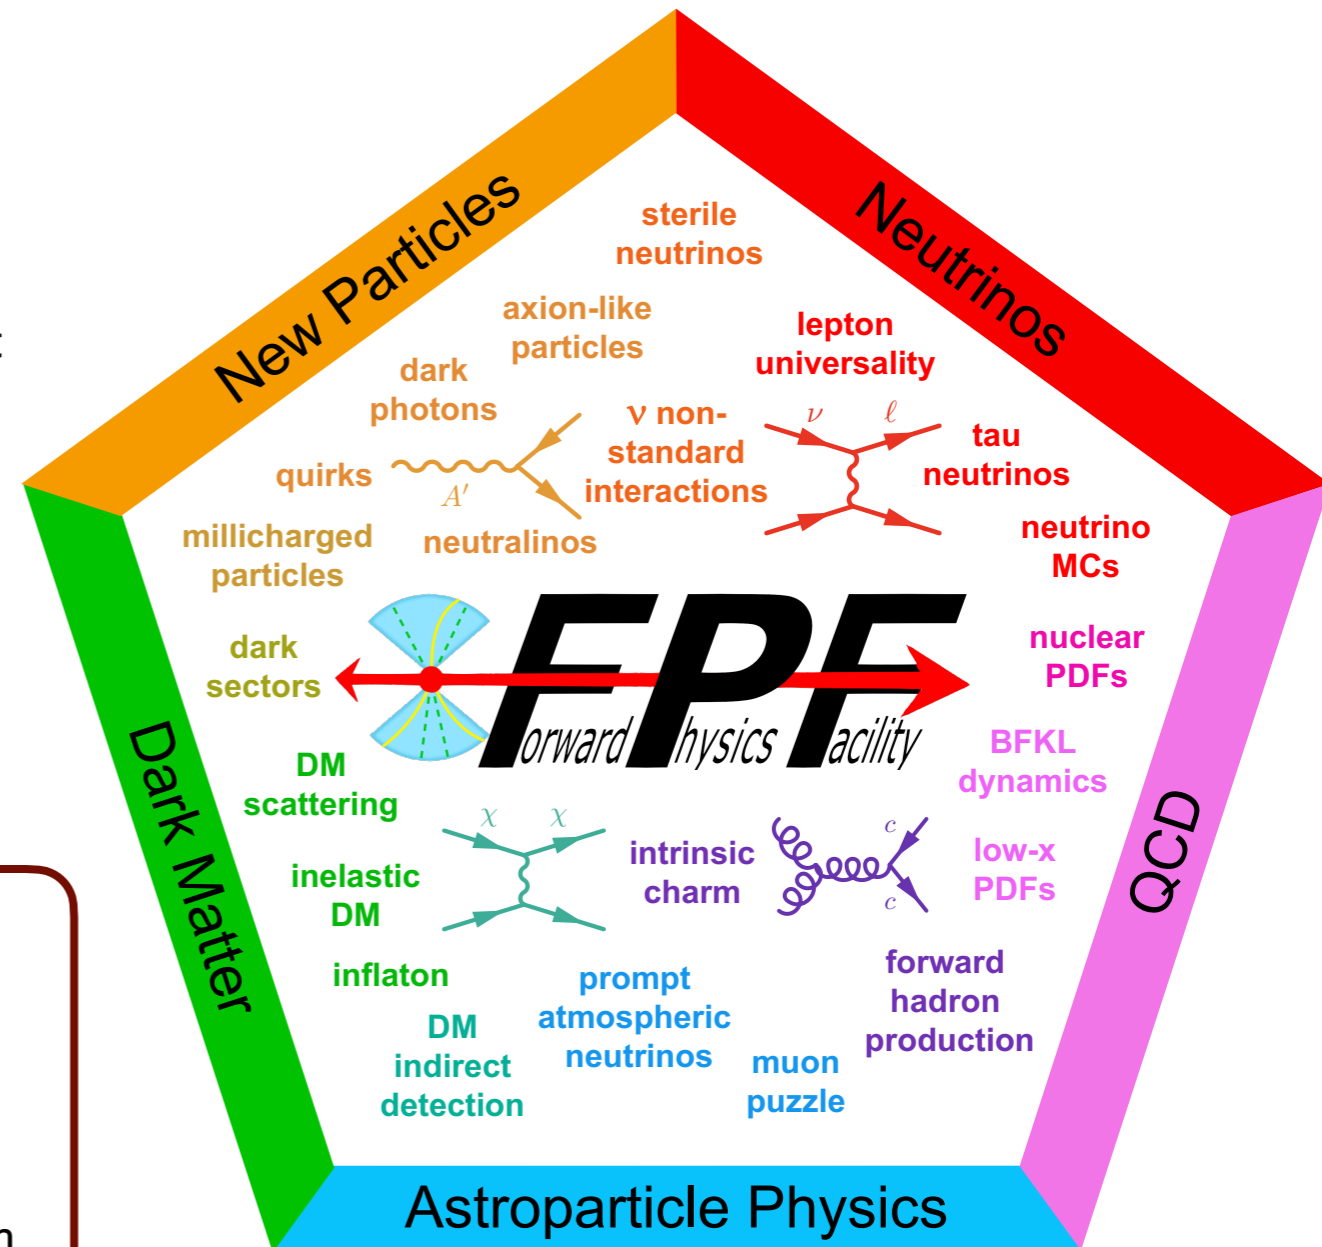 New Particles
Neutrinos
sterile
neutrinos
axion-like
particles
lepton
universality
dark
photons
ν non-
standard
interactions
ν
ℓ
tau
neutrinos
quirks
A′
neutralinos
millicharged
particles
neutrino
MCs
dark
sectors
FPF
Forward Physics Facility
nuclear
PDFs
BFKL
dynamics
DM
scattering
Dark Matter
QCD
χ
χ
intrinsic
charm
c
c
low-x
PDFs
inelastic
DM
inflaton
prompt
atmospheric
neutrinos
forward
hadron
production
DM
indirect
detection
muon
puzzle
Astroparticle Physics